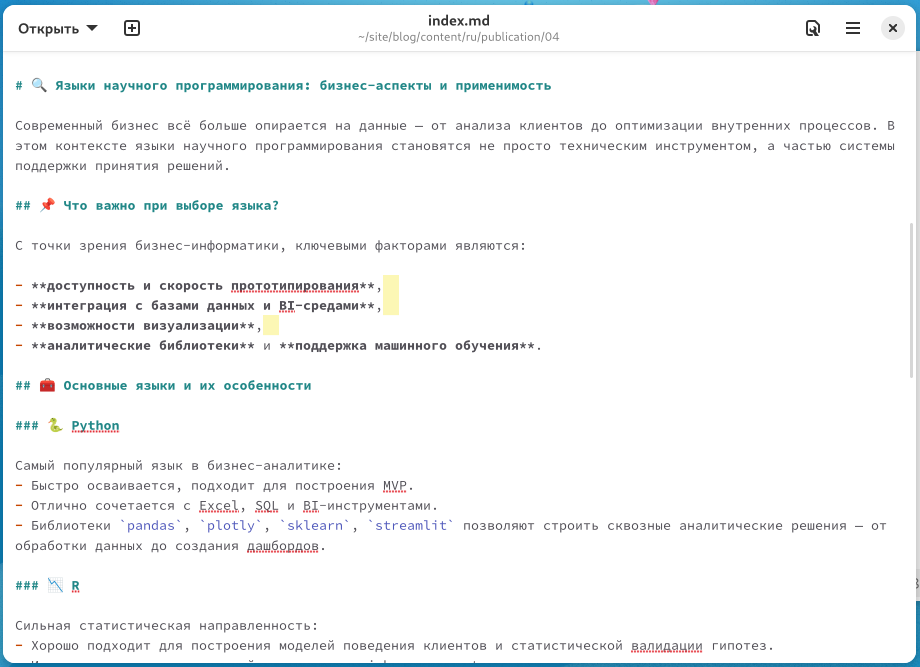 Открыть
index.md
~/site/blog/content/ru/publication/04
# 🔍 Языки научного программирования: бизнес-аспекты и применимость
Современный бизнес всё больше опирается на данные — от анализа клиентов до оптимизации внутренних процессов. В
этом контексте языки научного программирования становятся не просто техническим инструментом, а частью системы
поддержки принятия решений.
## 📌 Что важно при выборе языка?
С точки зрения бизнес-информатики, ключевыми факторами являются:
- **доступность и скорость прототипирования**,
- **интеграция с базами данных и BI-средами**,
- **возможности визуализации**,
- **аналитические библиотеки** и **поддержка машинного обучения**.
## 🧰 Основные языки и их особенности
### 🐍 Python
Самый популярный язык в бизнес-аналитике:
- Быстро осваивается, подходит для построения MVP.
- Отлично сочетается с Excel, SQL и BI-инструментами.
- Библиотеки `pandas`, `plotly`, `sklearn`, `streamlit` позволяют строить сквозные аналитические решения — от
обработки данных до создания дашбордов.
### 📉 R
Сильная статистическая направленность:
- Хорошо подходит для построения моделей поведения клиентов и статистической валидации гипотез.